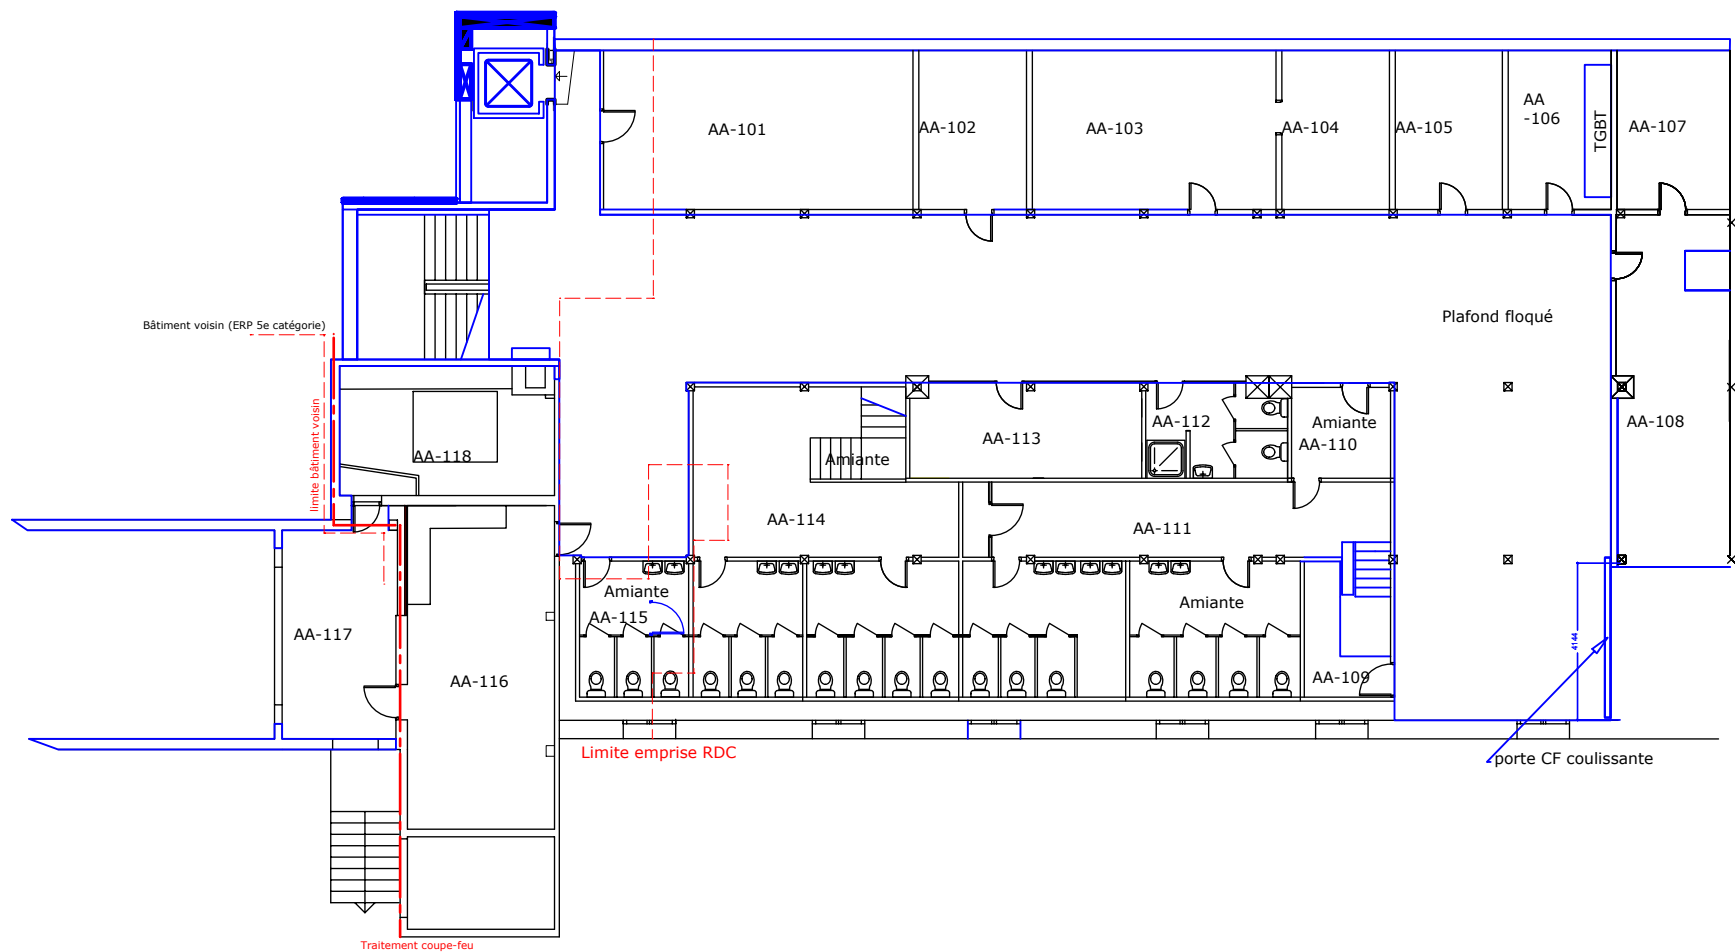 AA-101
AA-102
AA-103
AA-104
AA-105
AA
-106
TGBT
AA-107
Plafond floqué
Bâtiment voisin (ERP 5e catégorie)
limite bâtiment voisin
AA-118
Amiante
AA-113
AA-112
Amiante
AA-110
AA-108
AA-114
AA-111
Amiante
AA-115
Amiante
AA-117
AA-116
AA-109
4144
Limite emprise RDC
porte CF coulissante
Traitement coupe-feu